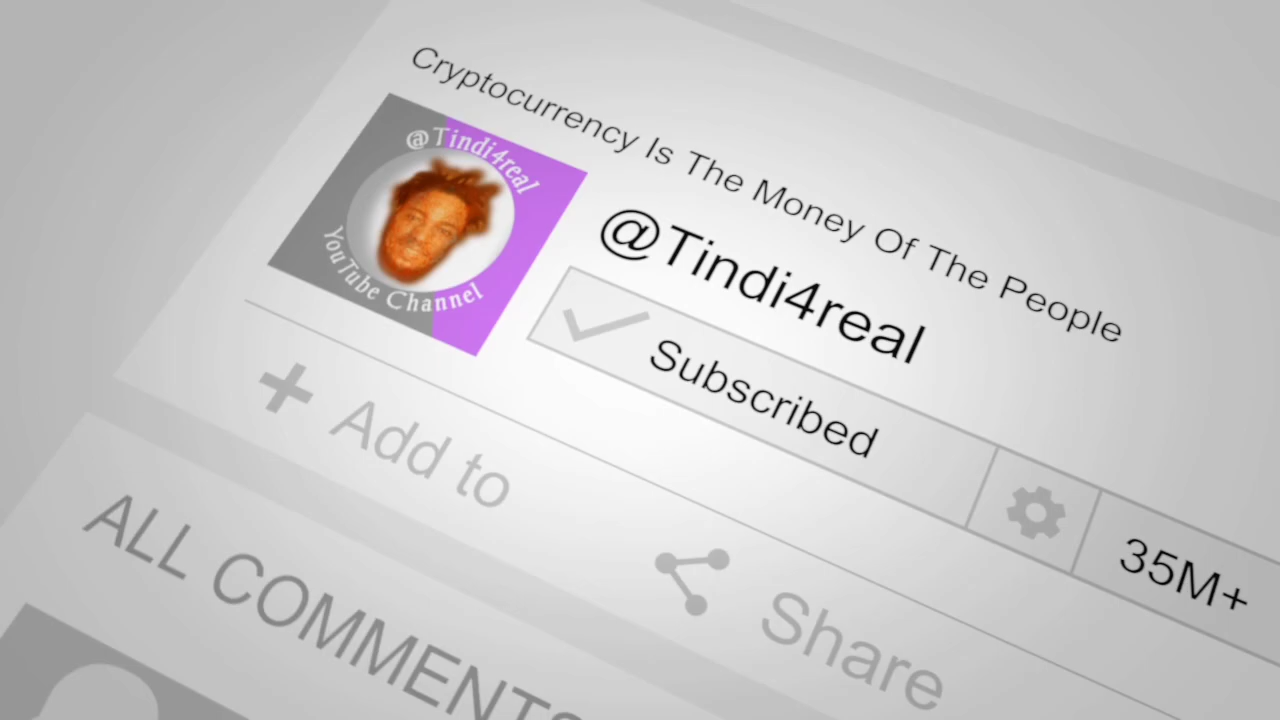 Cryptocurrency Is The Money Of The People
@Tindi4real
YouTube Channel
@Tindi4real
Subscribed
35M+
Add to
Share
ALL COMMENTS